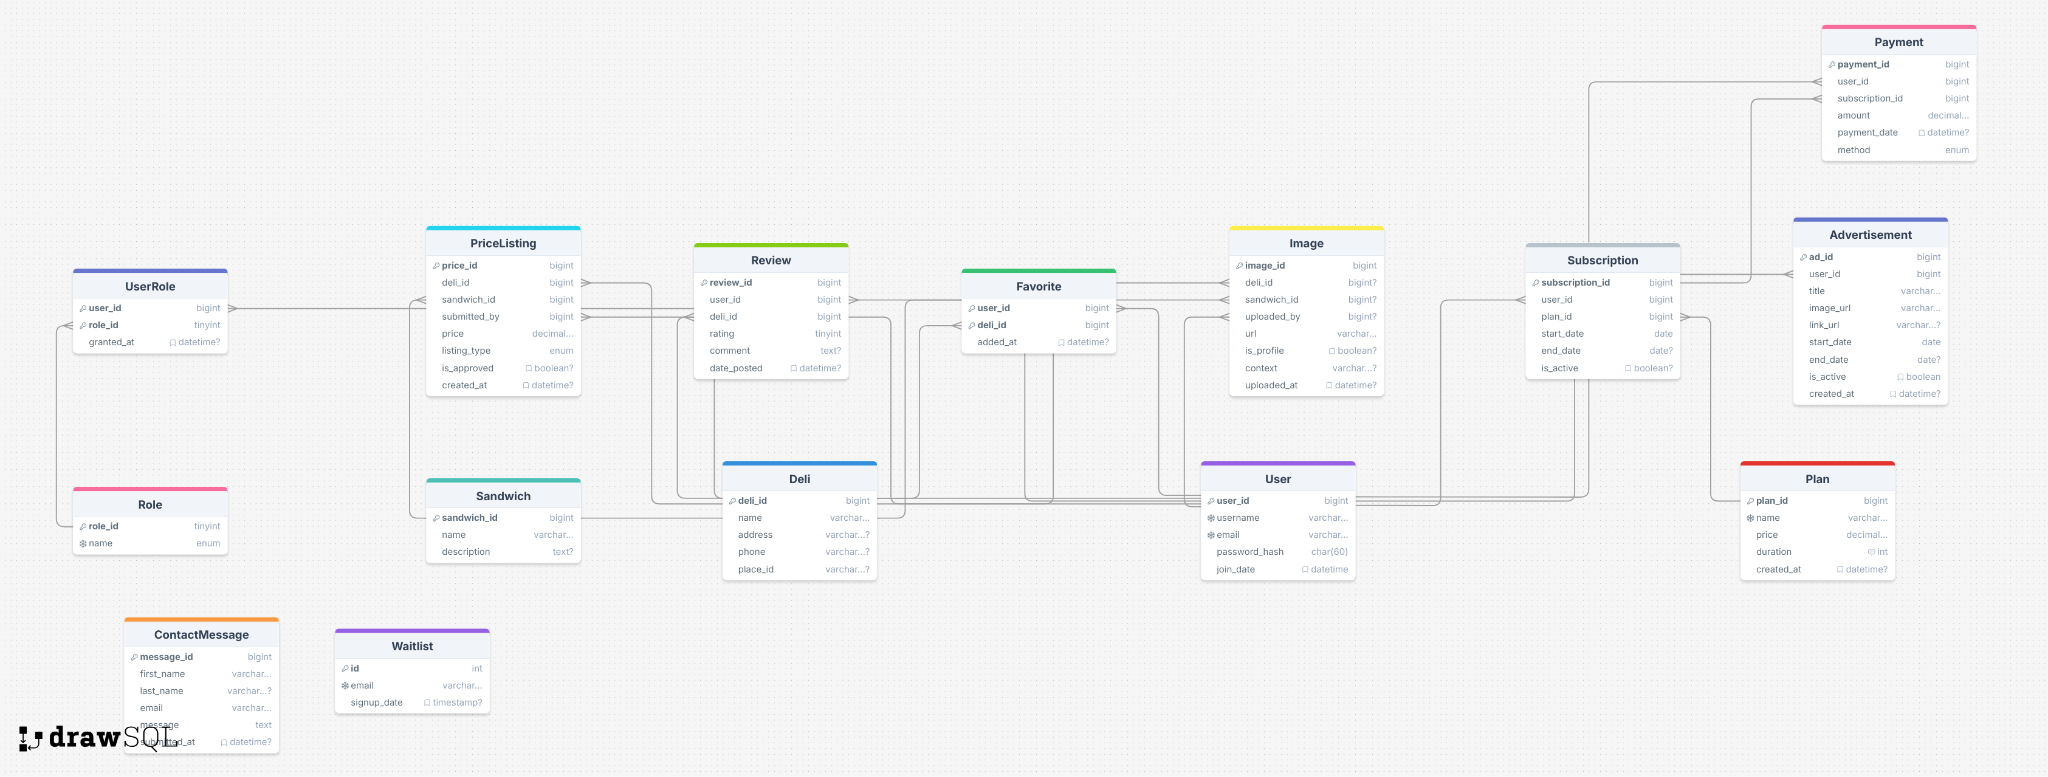 Payment
payment_id bigint
user_id bigint
subscription_id bigint
amount decimal...
payment_date datetime?
method enum
Advertisement
ad_id bigint
user_id bigint
title varchar...
image_url varchar...
link_url varchar...?
start_date date
end_date date?
is_active boolean
created_at datetime?
PriceListing
price_id bigint
deli_id bigint
sandwich_id bigint
submitted_by bigint
price decimal...
listing_type enum
is_approved boolean?
created_at datetime?
Image
image_id bigint
deli_id bigint?
sandwich_id bigint?
uploaded_by bigint?
url varchar...
is_profile boolean?
context varchar...?
uploaded_at datetime?
Review
review_id bigint
user_id bigint
deli_id bigint
rating tinyint
comment text?
date_posted datetime?
Subscription
subscription_id bigint
user_id bigint
plan_id bigint
start_date date
end_date date?
is_active boolean?
UserRole
user_id bigint
role_id tinyint
granted_at datetime?
Favorite
user_id bigint
deli_id bigint
added_at datetime?
Deli
deli_id bigint
name varchar...
address varchar...?
phone varchar...?
place_id varchar...?
User
user_id bigint
username varchar...
email varchar...
password_hash char(60)
join_date datetime
Plan
plan_id bigint
name varchar...
price decimal...
duration int
created_at datetime?
Sandwich
sandwich_id bigint
name varchar...
description text?
Role
role_id tinyint
name enum
ContactMessage
message_id bigint
first_name varchar...
last_name varchar...?
email varchar...
message text
submitted_at datetime?
Waitlist
id int
email varchar...
signup_date timestamp?
drawSQL